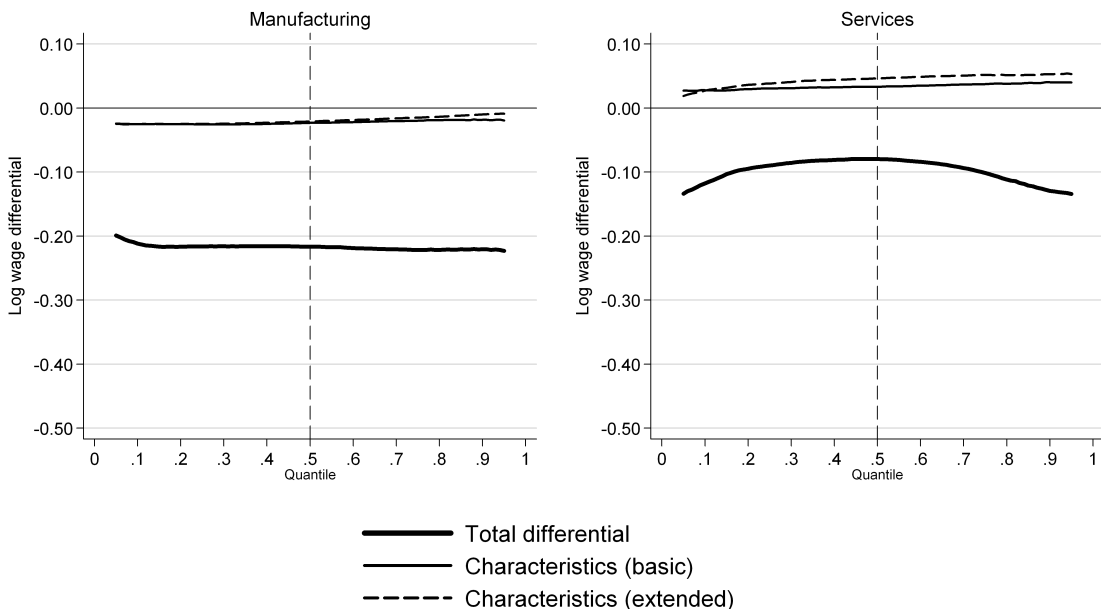 Manufacturing
0.10
0.00
-0.10
-0.20
-0.30
-0.40
-0.50
Log wage differential
0 .1 .2 .3 .4 .5 .6 .7 .8 .9 1
Quantile
Services
0.10
0.00
-0.10
-0.20
-0.30
-0.40
-0.50
Log wage differential
0 .1 .2 .3 .4 .5 .6 .7 .8 .9 1
Quantile
Total differential
Characteristics (basic)
Characteristics (extended)